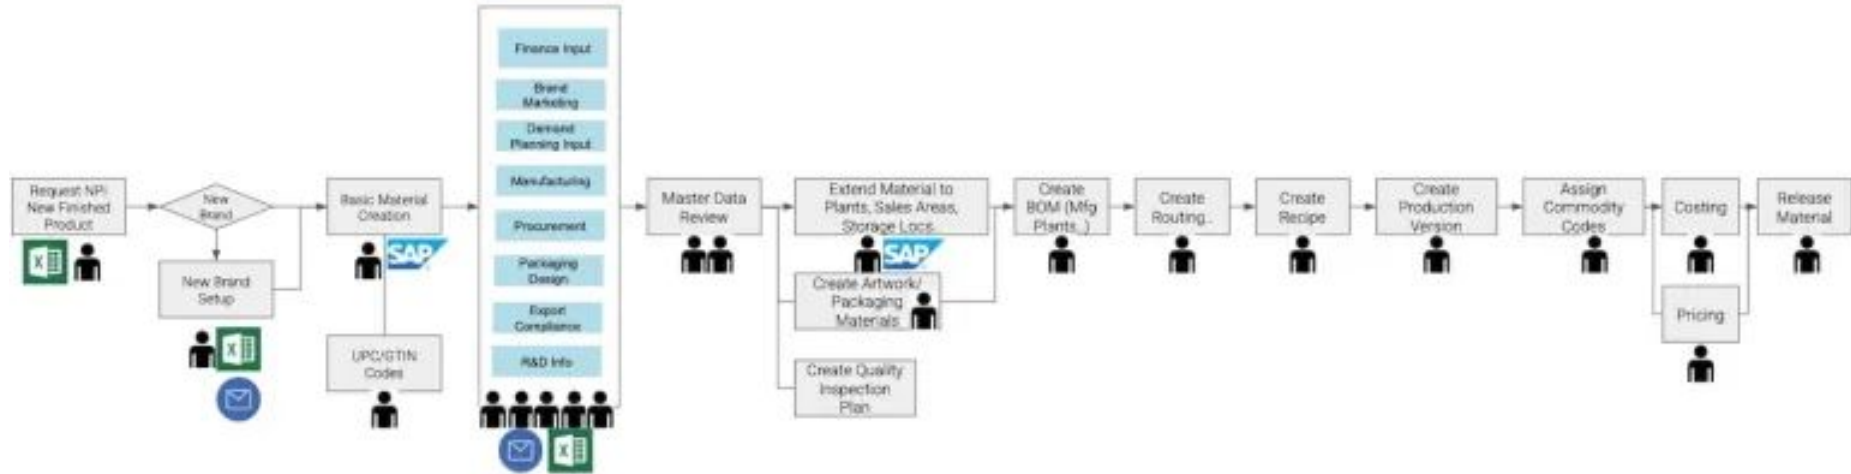 Request NPI
New Finished
Product
New
Brand
New Brand
Setup
Basic Material
Creation
SAP
UPC/GTIN
Codes
Finance Input
Brand
Marketing
Demand
Planning Input
Manufacturing
Procurement
Packaging
Design
Export
Compliance
R&D Info
Master Data
Review
Extend Material to
Plants, Sales Areas,
Storage Locs.
SAP
Create Artwork/
Packaging
Materials
Create Quality
Inspection
Plan
Create
BOM (Mfg
Plants,.)
Create
Routing..
Create
Recipe
Create
Production
Version
Assign
Commodity
Codes
Costing
Pricing
Release
Material